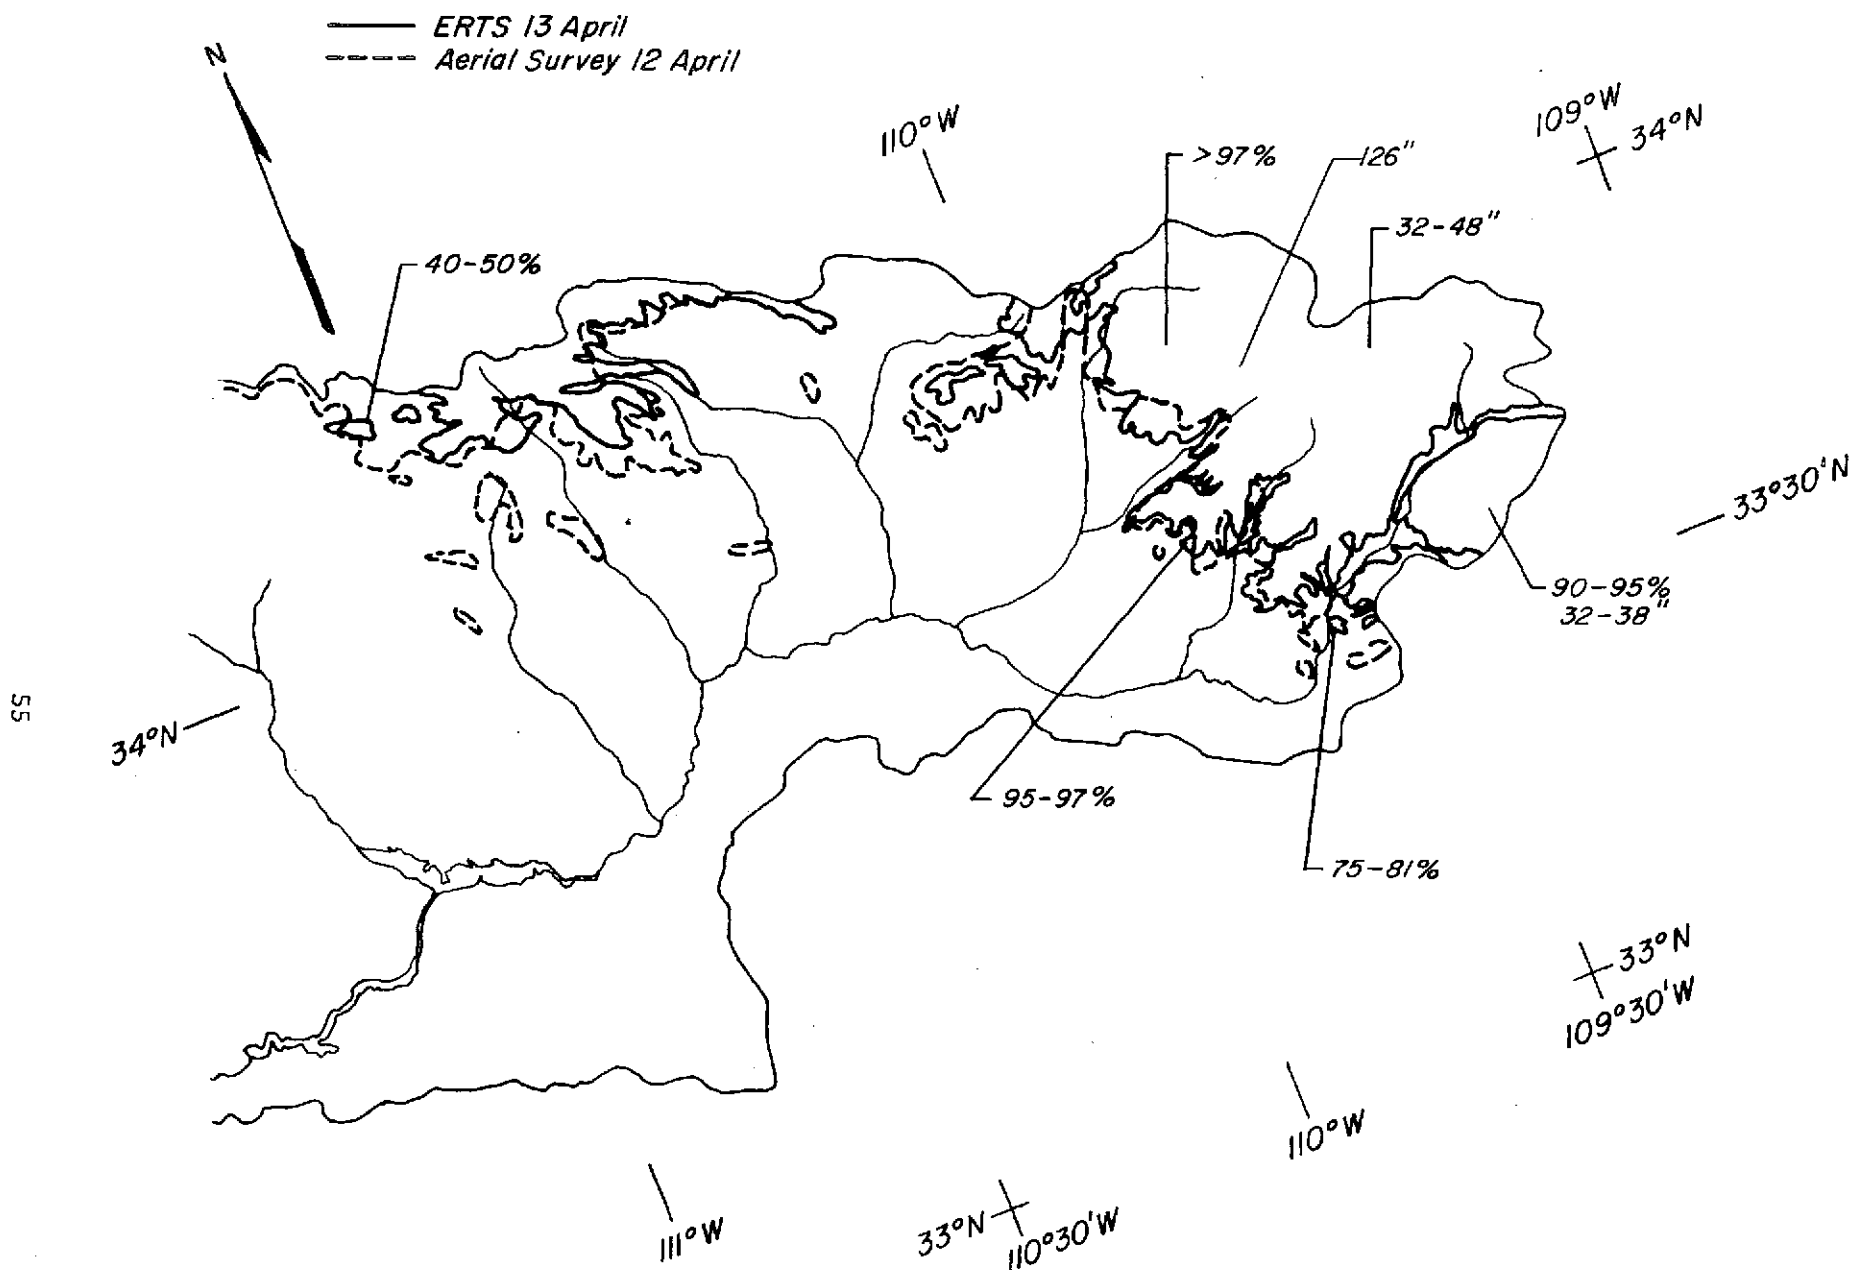 ERTS 13 April
Aerial Survey 12 April
N
110°W
109°W
34°N
>97%
126"
32-48"
40-50%
33°30'N
90-95%
32-38"
55
34°N
95-97%
75-81%
33°N
109°30'W
110°W
111°W
33°N
110°30'W